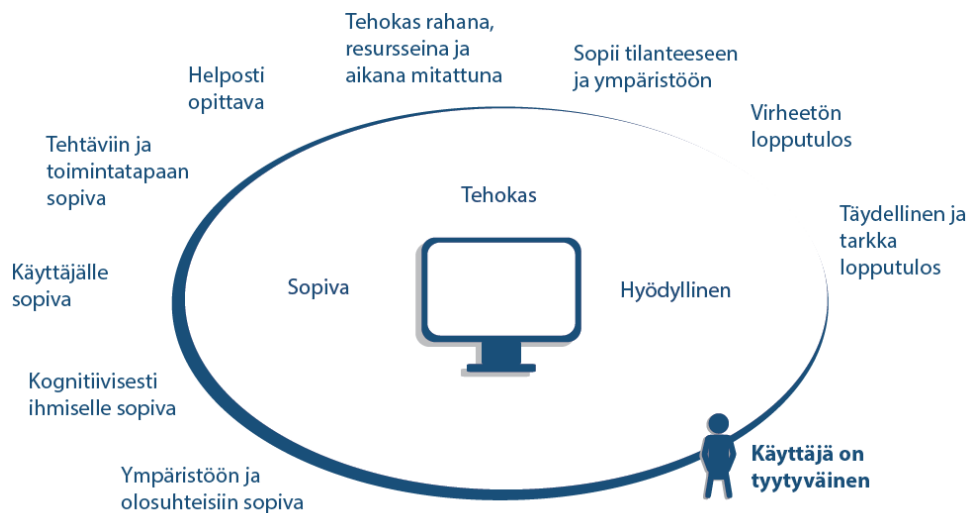 Tehokas rahana,
resursseina ja
aikana mitattuna
Sopii tilanteeseen
ja ympäristöön
Helposti
opittava
Virheetön
lopputulos
Tehtäviin ja
toimintatapaan
sopiva
Tehokas
Täydellinen ja
tarkka
lopputulos
Käyttäjälle
sopiva
Sopiva
Hyödyllinen
Kognitiivisesti
ihmiselle sopiva
Käyttäjä on
tyytyväinen
Ympäristöön ja
olosuhteisiin sopiva